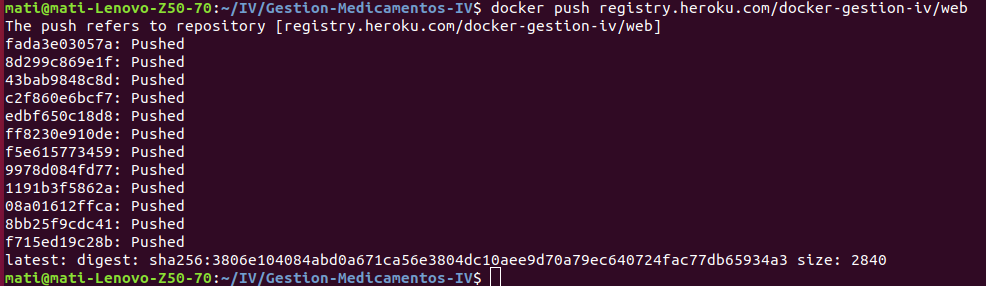 mati@mati-Lenovo-Z50-70:~/IV/Gestion-Medicamentos-IV$ docker push registry.heroku.com/docker-gestion-iv/web
The push refers to repository [registry.heroku.com/docker-gestion-iv/web]
fada3e03057a: Pushed
8d299c869e1f: Pushed
43bab9848c8d: Pushed
c2f860e6bcf7: Pushed
edbf650c18d8: Pushed
ff8230e910de: Pushed
f5e615773459: Pushed
9978d084fd77: Pushed
1191b3f5862a: Pushed
08a01612ffca: Pushed
8bb25f9cdc41: Pushed
f715ed19c28b: Pushed
latest: digest: sha256:3806e104084abd0a671ca56e3804dc10aee9d70a79ec640724fac77db65934a3 size: 2840
mati@mati-Lenovo-Z50-70:~/IV/Gestion-Medicamentos-IV$